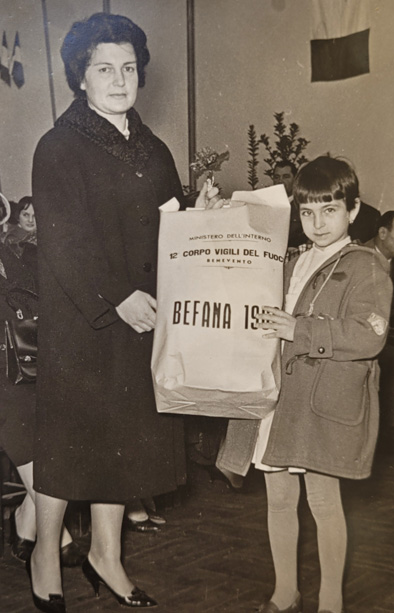 MINISTERO DELL'INTERNO
12 CORPO VIGILI DEL FUOCO
BENEVENTO
BEFANA 19